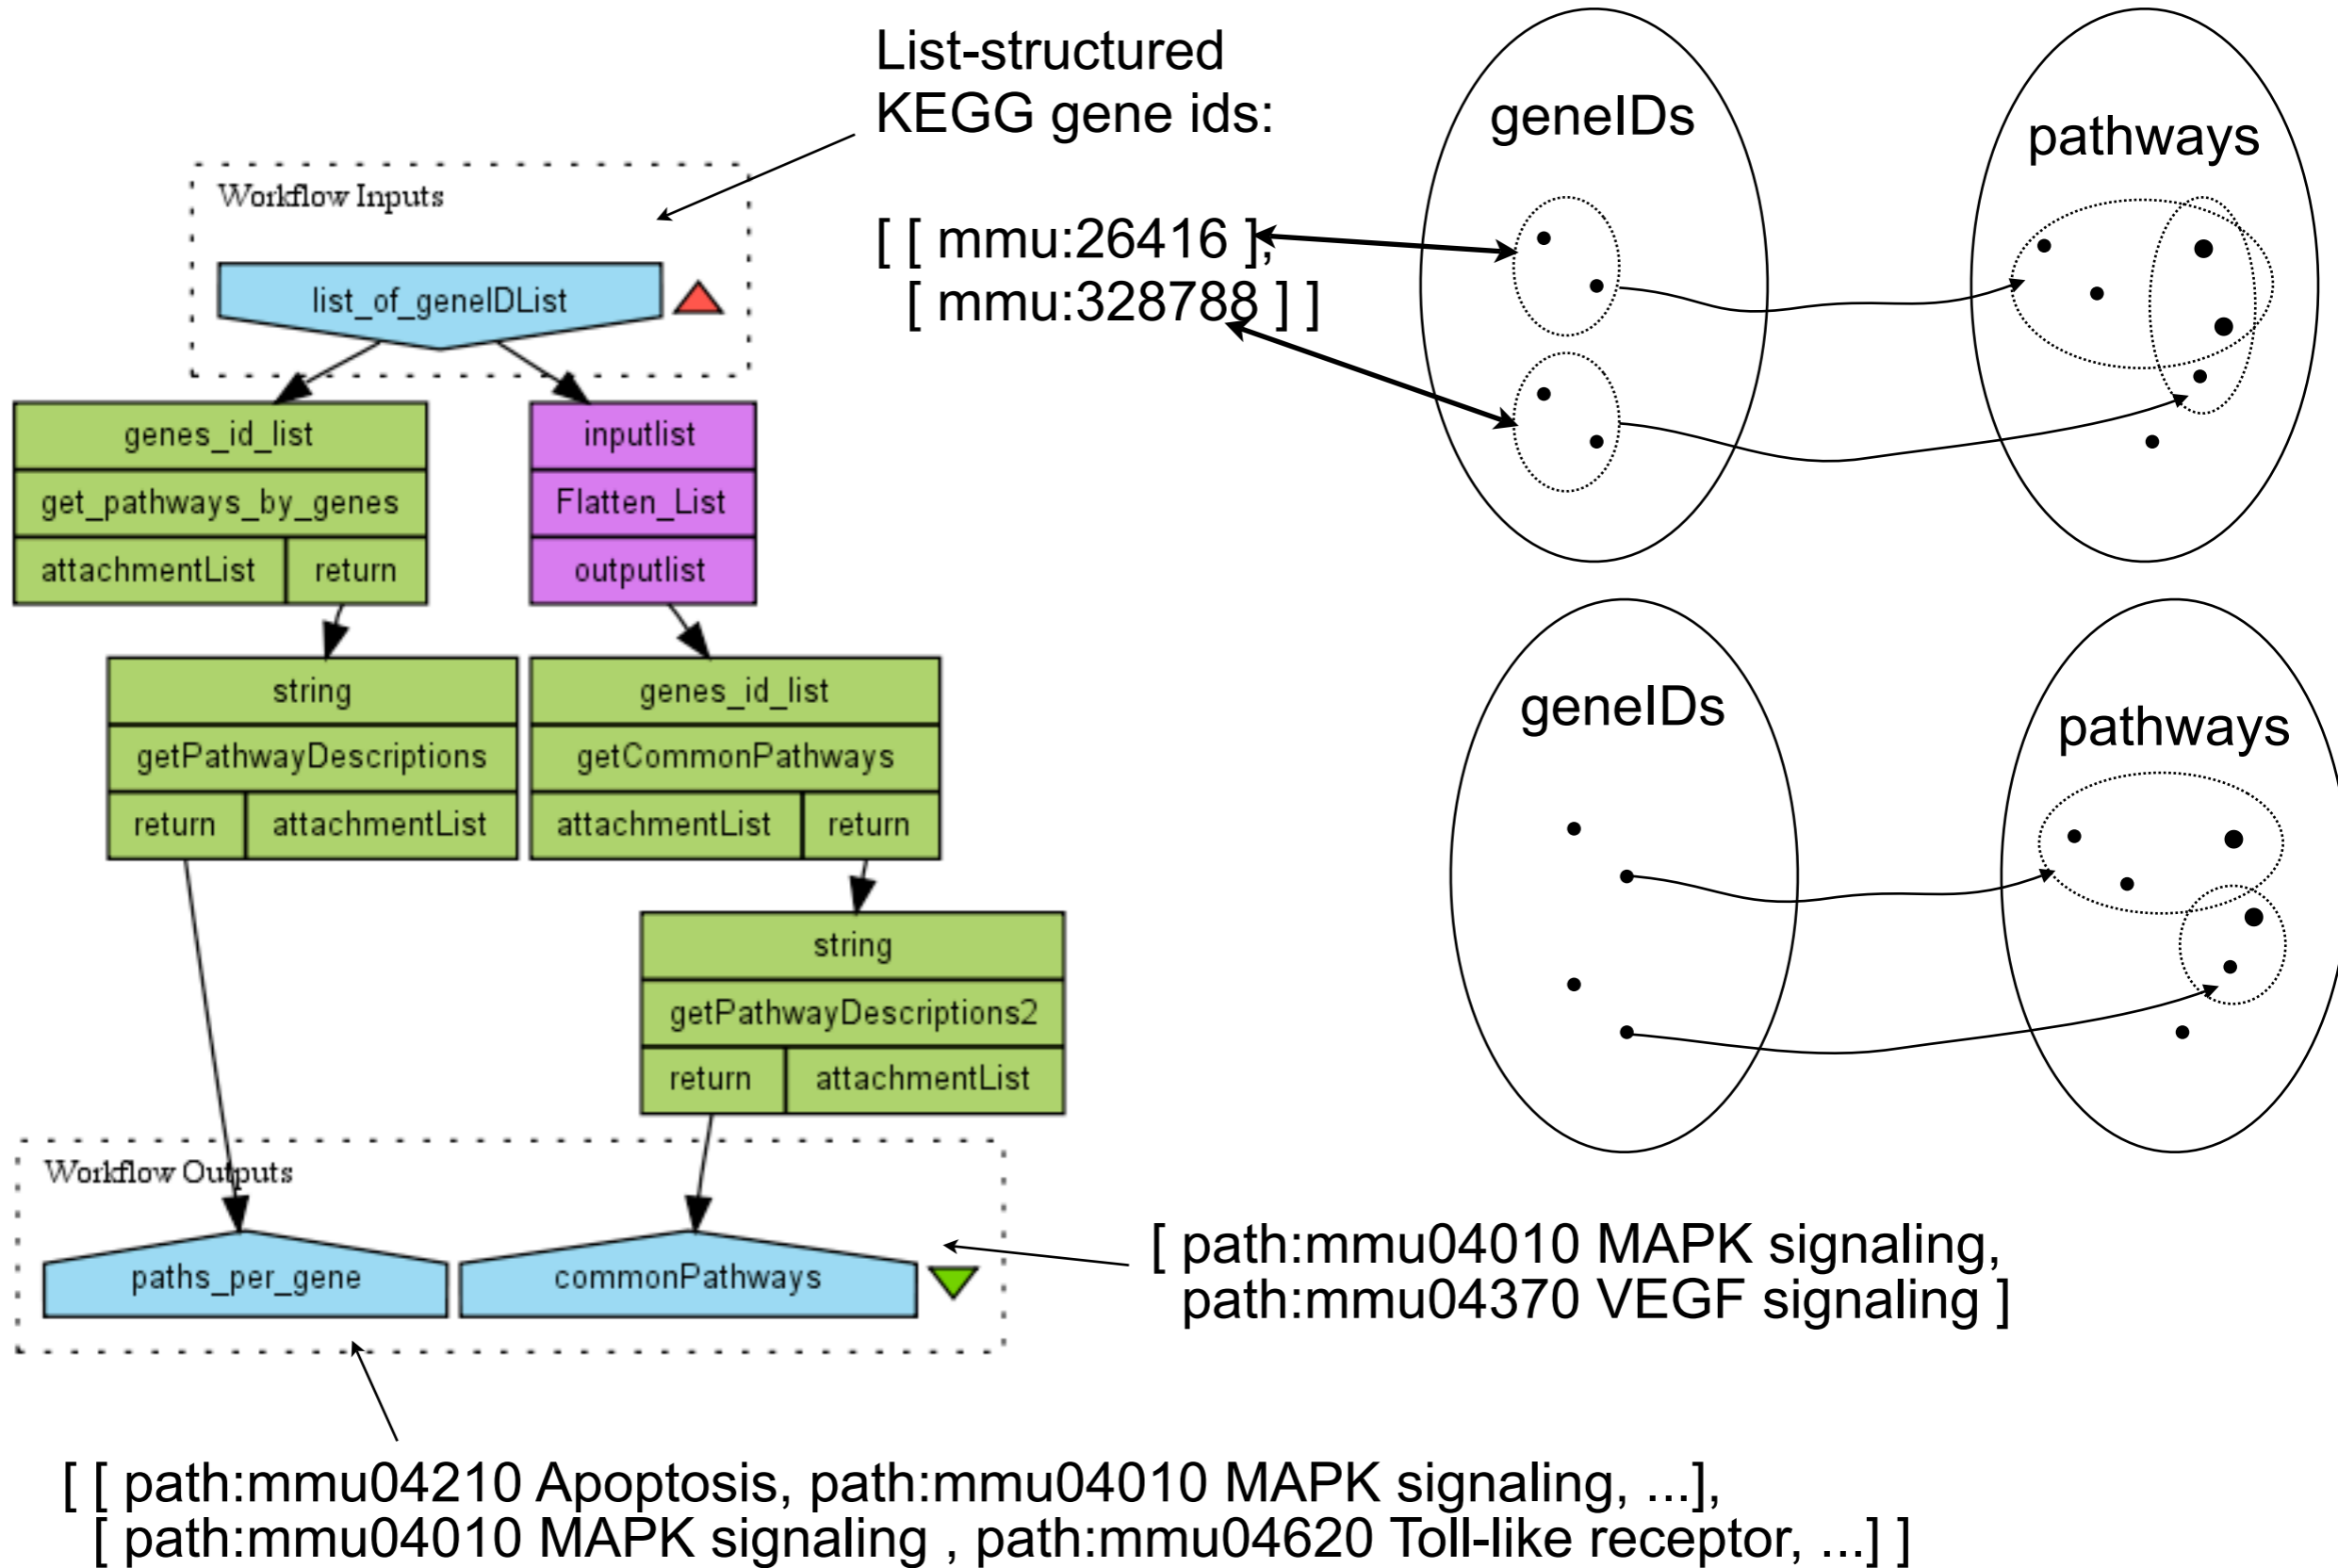 List-structured
KEGG gene ids:
[ [ mmu:26416 ],
[ mmu:328788 ] ]
Workflow Inputs
list_of_geneIDList
genes_id_list
get_pathways_by_genes
attachmentList return
inputlist
Flatten_List
outputlist
string
getPathwayDescriptions
return attachmentList
genes_id_list
getCommonPathways
attachmentList return
string
getPathwayDescriptions2
return attachmentList
Workflow Outputs
paths_per_gene
commonPathways
geneIDs
pathways
geneIDs
pathways
[ path:mmu04010 MAPK signaling,
path:mmu04370 VEGF signaling ]
[ [ path:mmu04210 Apoptosis, path:mmu04010 MAPK signaling, ...],
[ path:mmu04010 MAPK signaling , path:mmu04620 Toll-like receptor, ...] ]